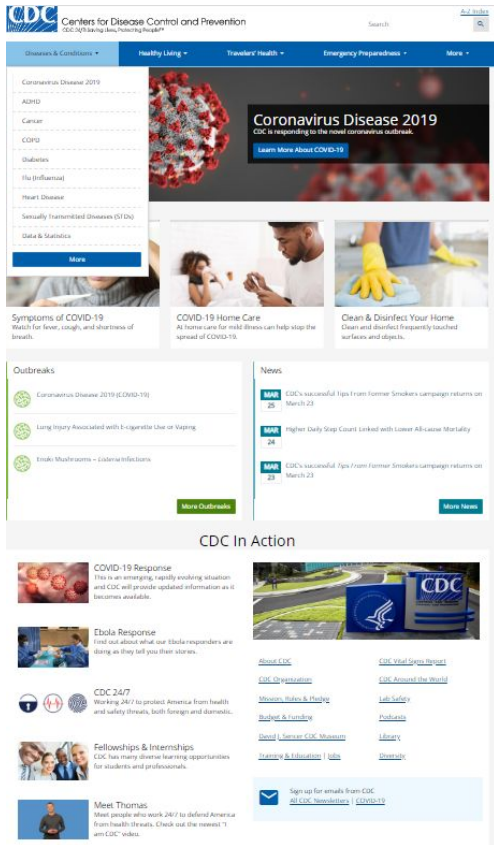 A-Z Index
CDC
Centers for Disease Control and Prevention
CDC 24/7: Saving Lives, Protecting People™
Search
Diseases & Conditions
Healthy Living
Travelers' Health
Emergency Preparedness
More
Coronavirus Disease 2019
ADHD
Cancer
COPD
Diabetes
Flu (Influenza)
Heart Disease
Sexually Transmitted Diseases (STDs)
Data & Statistics
More
Coronavirus Disease 2019
CDC is responding to the novel coronavirus outbreak.
Learn More About COVID-19
Symptoms of COVID-19
Watch for fever, cough, and shortness of
breath.
COVID-19 Home Care
At home care for mild illness can help stop the
spread of COVID-19.
Clean & Disinfect Your Home
Clean and disinfect frequently touched
surfaces and objects.
Outbreaks
Coronavirus Disease 2019 (COVID-19)
Lung Injury Associated with E-cigarette Use or Vaping
Enoki Mushrooms – Listeria Infections
More Outbreaks
News
MAR
25
CDC's successful Tips From Former Smokers campaign returns on
March 23
MAR
24
Higher Daily Step Count Linked with Lower All-cause Mortality
MAR
23
CDC's successful Tips From Former Smokers campaign returns on
March 23
More News
CDC In Action
COVID-19 Response
This is an emerging, rapidly evolving situation
and CDC will provide updated information as it
becomes available.
Ebola Response
Find out about what our Ebola responders are
doing as they tell you their stories.
CDC 24/7
Working 24/7 to protect America from health
and safety threats, both foreign and domestic.
Fellowships & Internships
CDC has many diverse learning opportunities
for students and professionals.
Meet Thomas
Meet people who work 24/7 to defend America
from health threats. Check out the newest "I
am CDC" video.
CDC
About CDC
CDC Organization
Mission, Roles & Pledge
Budget & Funding
David J. Sencer CDC Museum
Training & Education | Jobs
CDC Vital Signs Report
CDC Around the World
Lab Safety
Podcasts
Library
Diversity
Sign up for emails from CDC
All CDC Newsletters | COVID-19